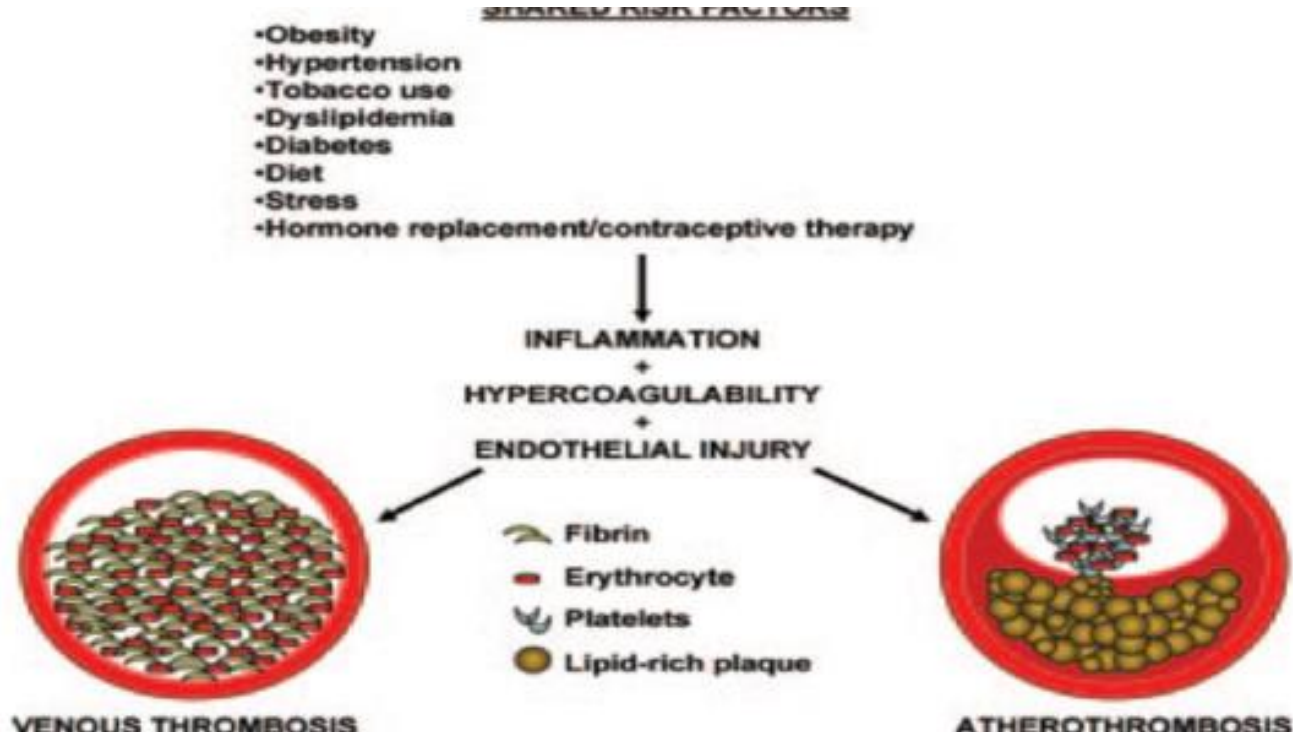 SHARED RISK FACTORS
•Obesity
•Hypertension
•Tobacco use
•Dyslipidemia
•Diabetes
•Diet
•Stress
•Hormone replacement/contraceptive therapy
INFLAMMATION
+
HYPERCOAGULABILITY
+
ENDOTHELIAL INJURY
Fibrin
Erythrocyte
Platelets
Lipid-rich plaque
VENOUS THROMBOSIS
ATHEROTHROMBOSIS